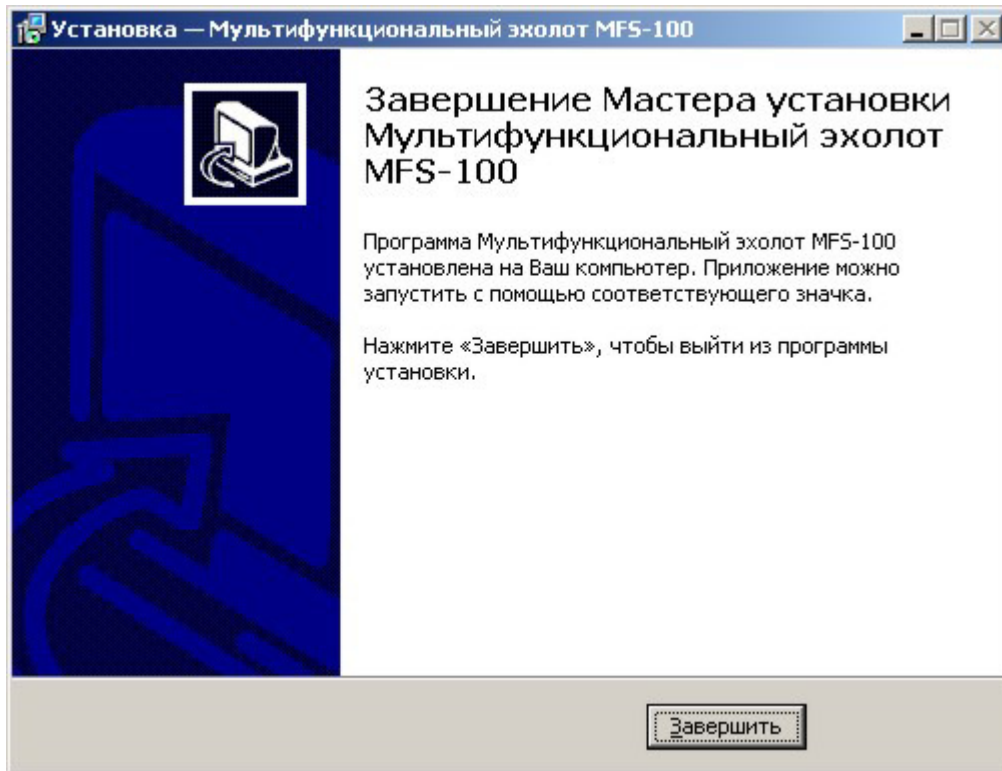 Установка — Мультифункциональный эхолот MFS-100
Завершение Мастера установки
Мультифункциональный эхолот
MFS-100
Программа Мультифункциональный эхолот MFS-100
установлена на Ваш компьютер. Приложение можно
запустить с помощью соответствующего значка.
Нажмите «Завершить», чтобы выйти из программы
установки.
Завершить